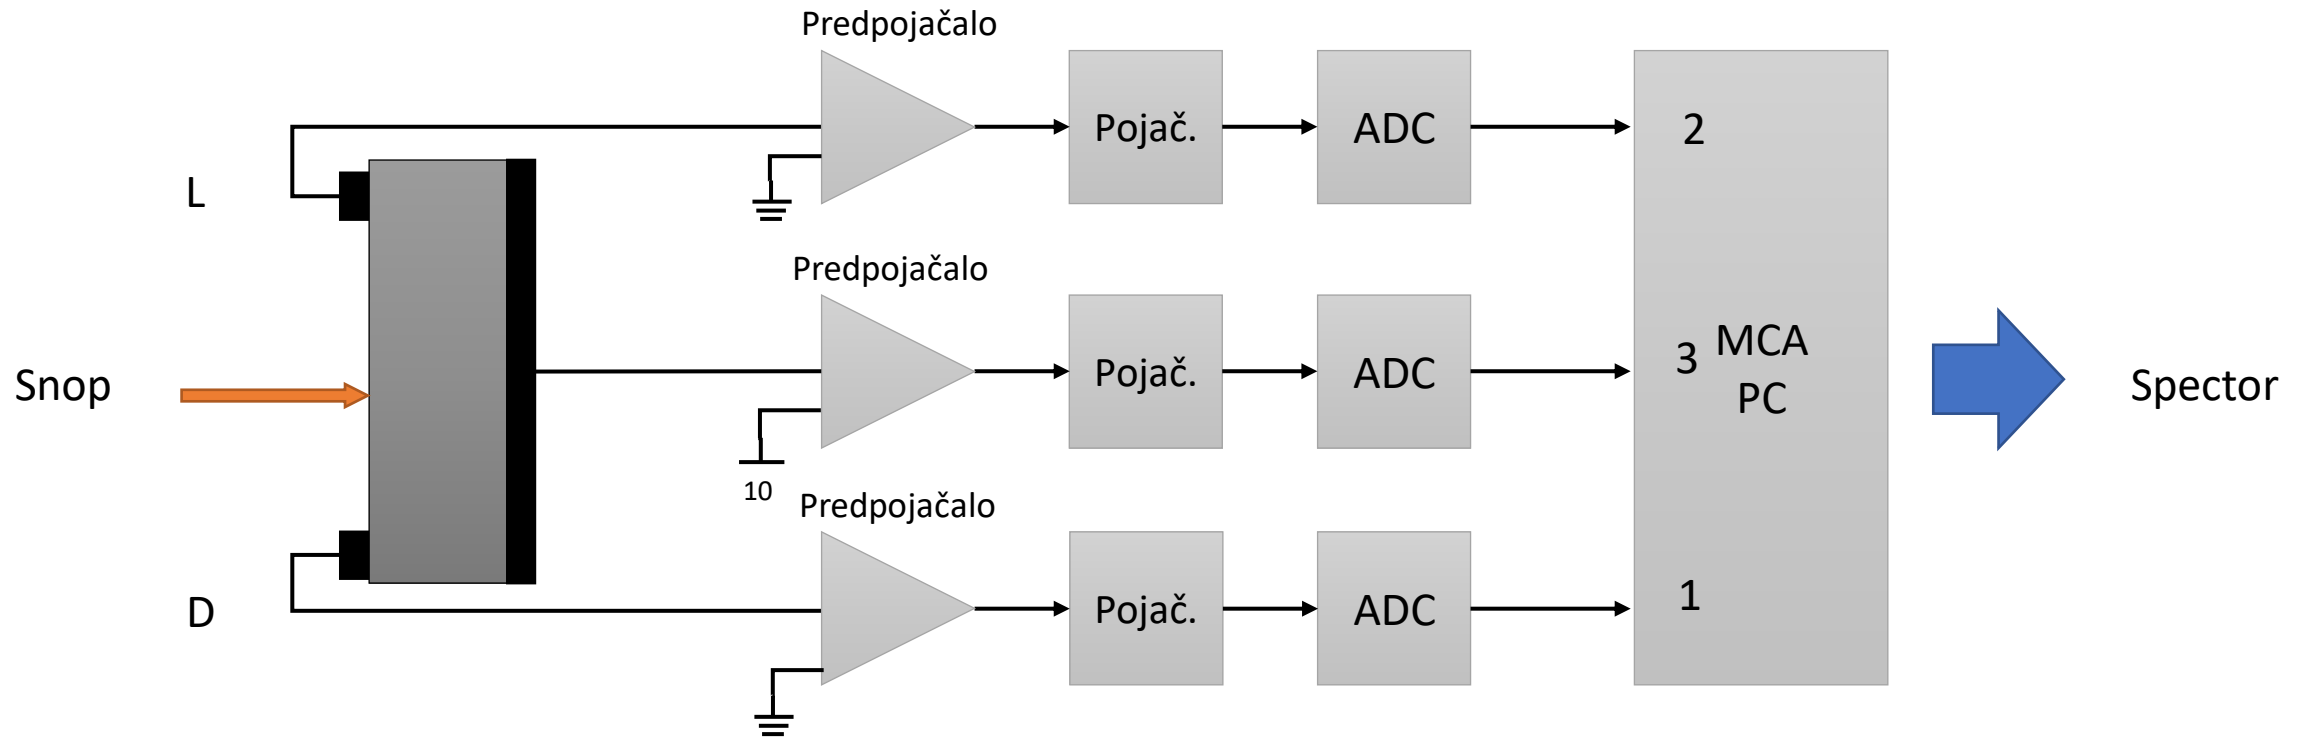 Predpojačalo
L
Pojač.
ADC
2
Predpojačalo
Snop
Pojač.
ADC
3
MCA
PC
Spector
10
Predpojačalo
D
Pojač.
ADC
1